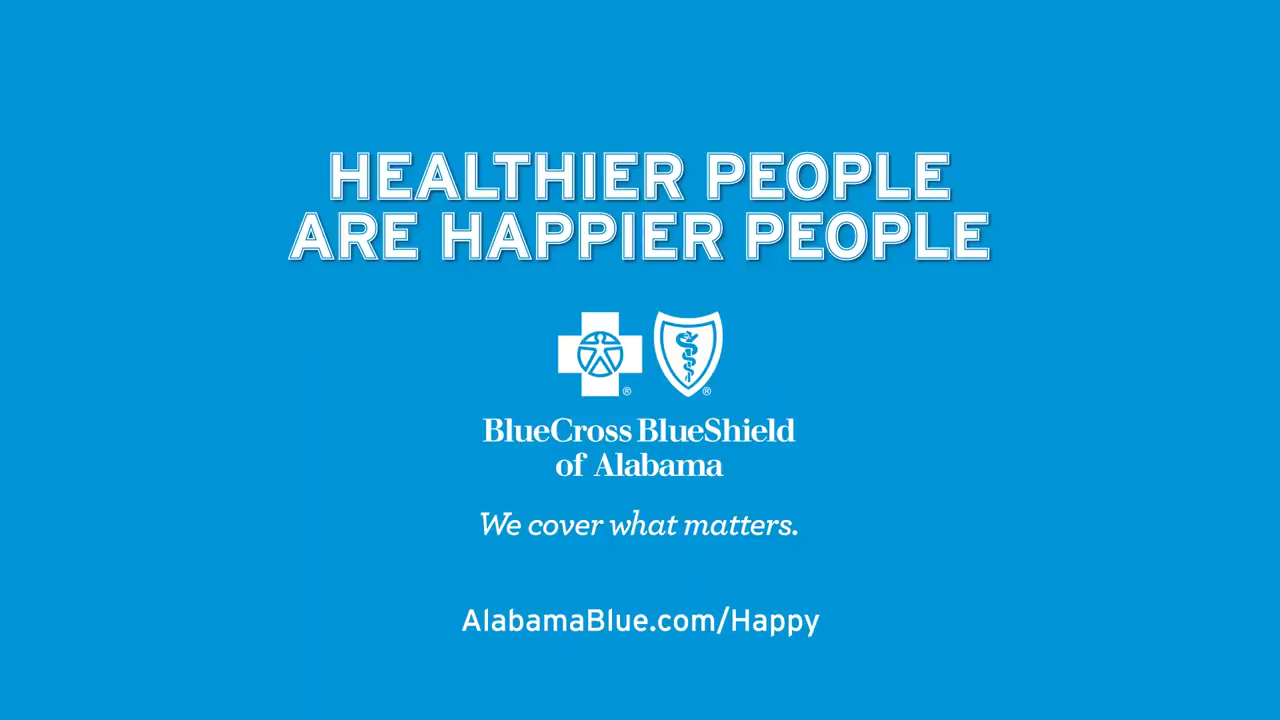 HEALTHIER PEOPLE
ARE HAPPIER PEOPLE
® ®
BlueCross BlueShield
of Alabama
We cover what matters.
AlabamaBlue.com/Happy